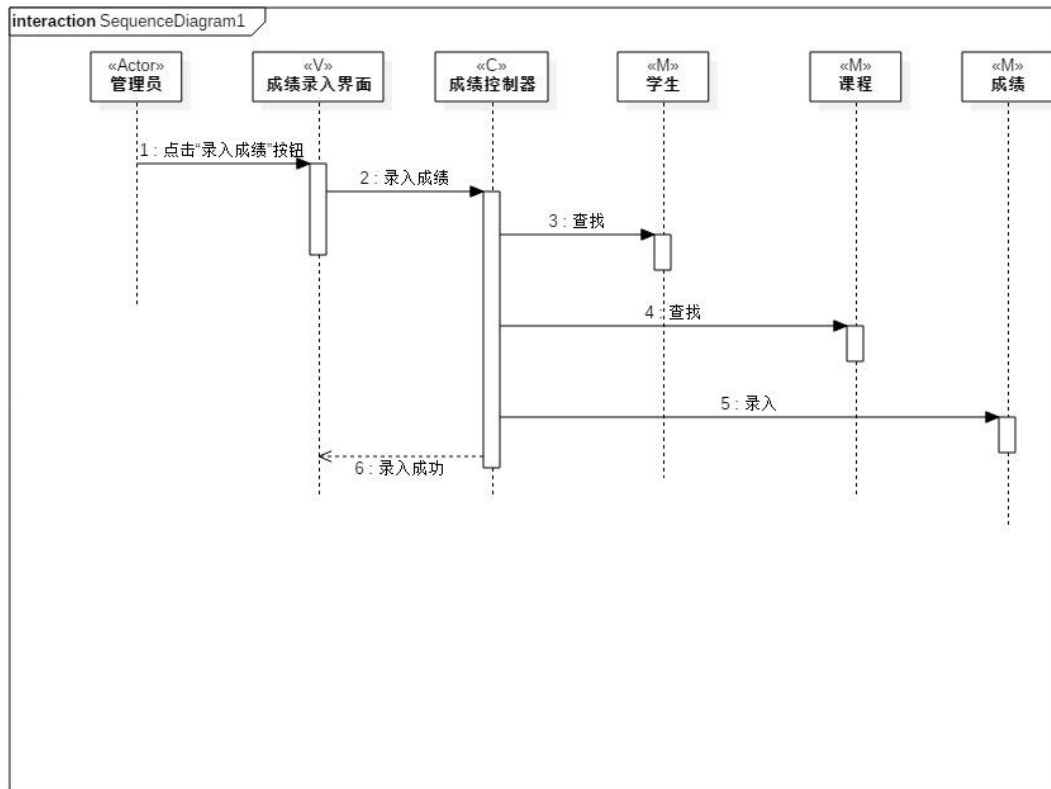 interaction SequenceDiagram1
«Actor»
管理员
«V»
成绩录入界面
«C»
成绩控制器
«M»
学生
«M»
课程
«M»
成绩
1 : 点击“录入成绩”按钮
2 : 录入成绩
3 : 查找
4 : 查找
5 : 录入
6 : 录入成功